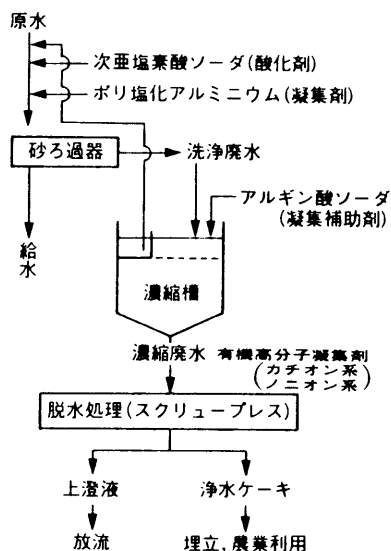 原水
次亜塩素酸ソーダ(酸化剤)
ポリ塩化アルミニウム(凝集剤)
砂ろ過器
洗浄廃水
アルギン酸ソーダ
(凝集補助剤)
給水
濃縮槽
濃縮廃水
有機高分子凝集剤
(カチオン系
ノニオン系)
脱水処理(スクリュープレス)
上澄液
浄水ケーキ
放流
埋立,農業利用